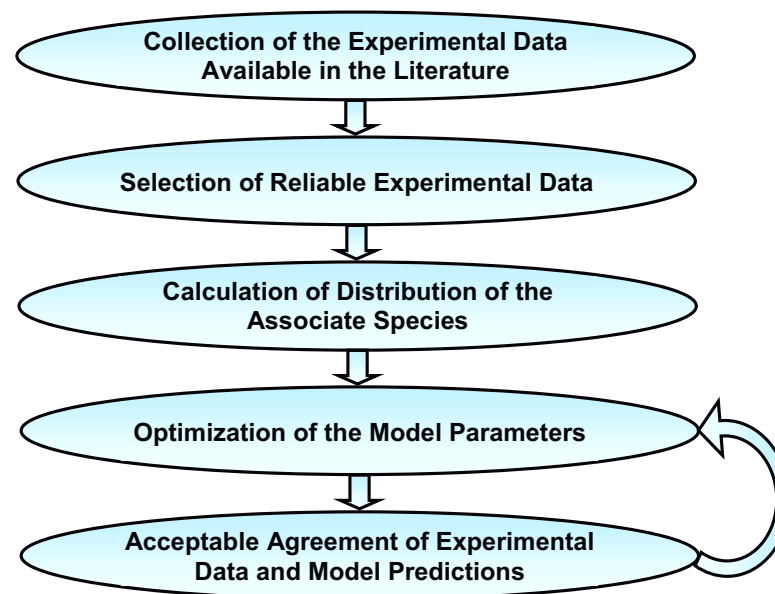 Collection of the Experimental Data
Available in the Literature
Selection of Reliable Experimental Data
Calculation of Distribution of the
Associate Species
Optimization of the Model Parameters
Acceptable Agreement of Experimental
Data and Model Predictions